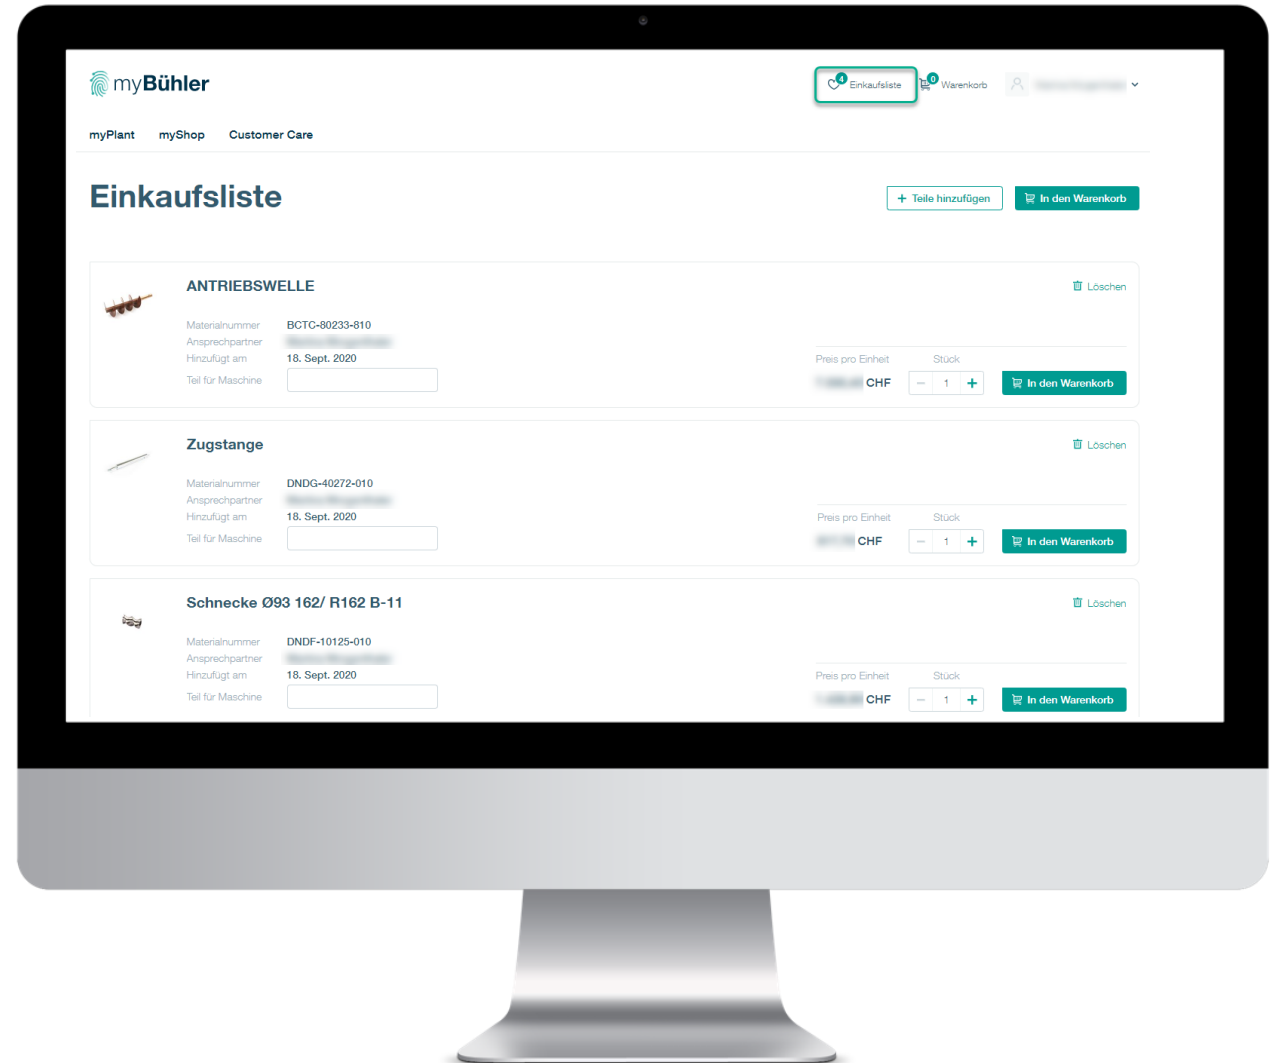 myBühler
4 Einkaufsliste
0 Warenkorb
myPlant myShop Customer Care
Einkaufsliste
+ Teile hinzufügen
In den Warenkorb
ANTRIEBSWELLE
Löschen
Materialnummer BCTC-80233-810
Ansprechpartner
Hinzufügt am 18. Sept. 2020
Teil für Maschine
Preis pro Einheit Stück
CHF − 1 + In den Warenkorb
Zugstange
Löschen
Materialnummer DNDG-40272-010
Ansprechpartner
Hinzufügt am 18. Sept. 2020
Teil für Maschine
Preis pro Einheit Stück
CHF − 1 + In den Warenkorb
Schnecke Ø93 162/ R162 B-11
Löschen
Materialnummer DNDF-10125-010
Ansprechpartner
Hinzufügt am 18. Sept. 2020
Teil für Maschine
Preis pro Einheit Stück
CHF − 1 + In den Warenkorb